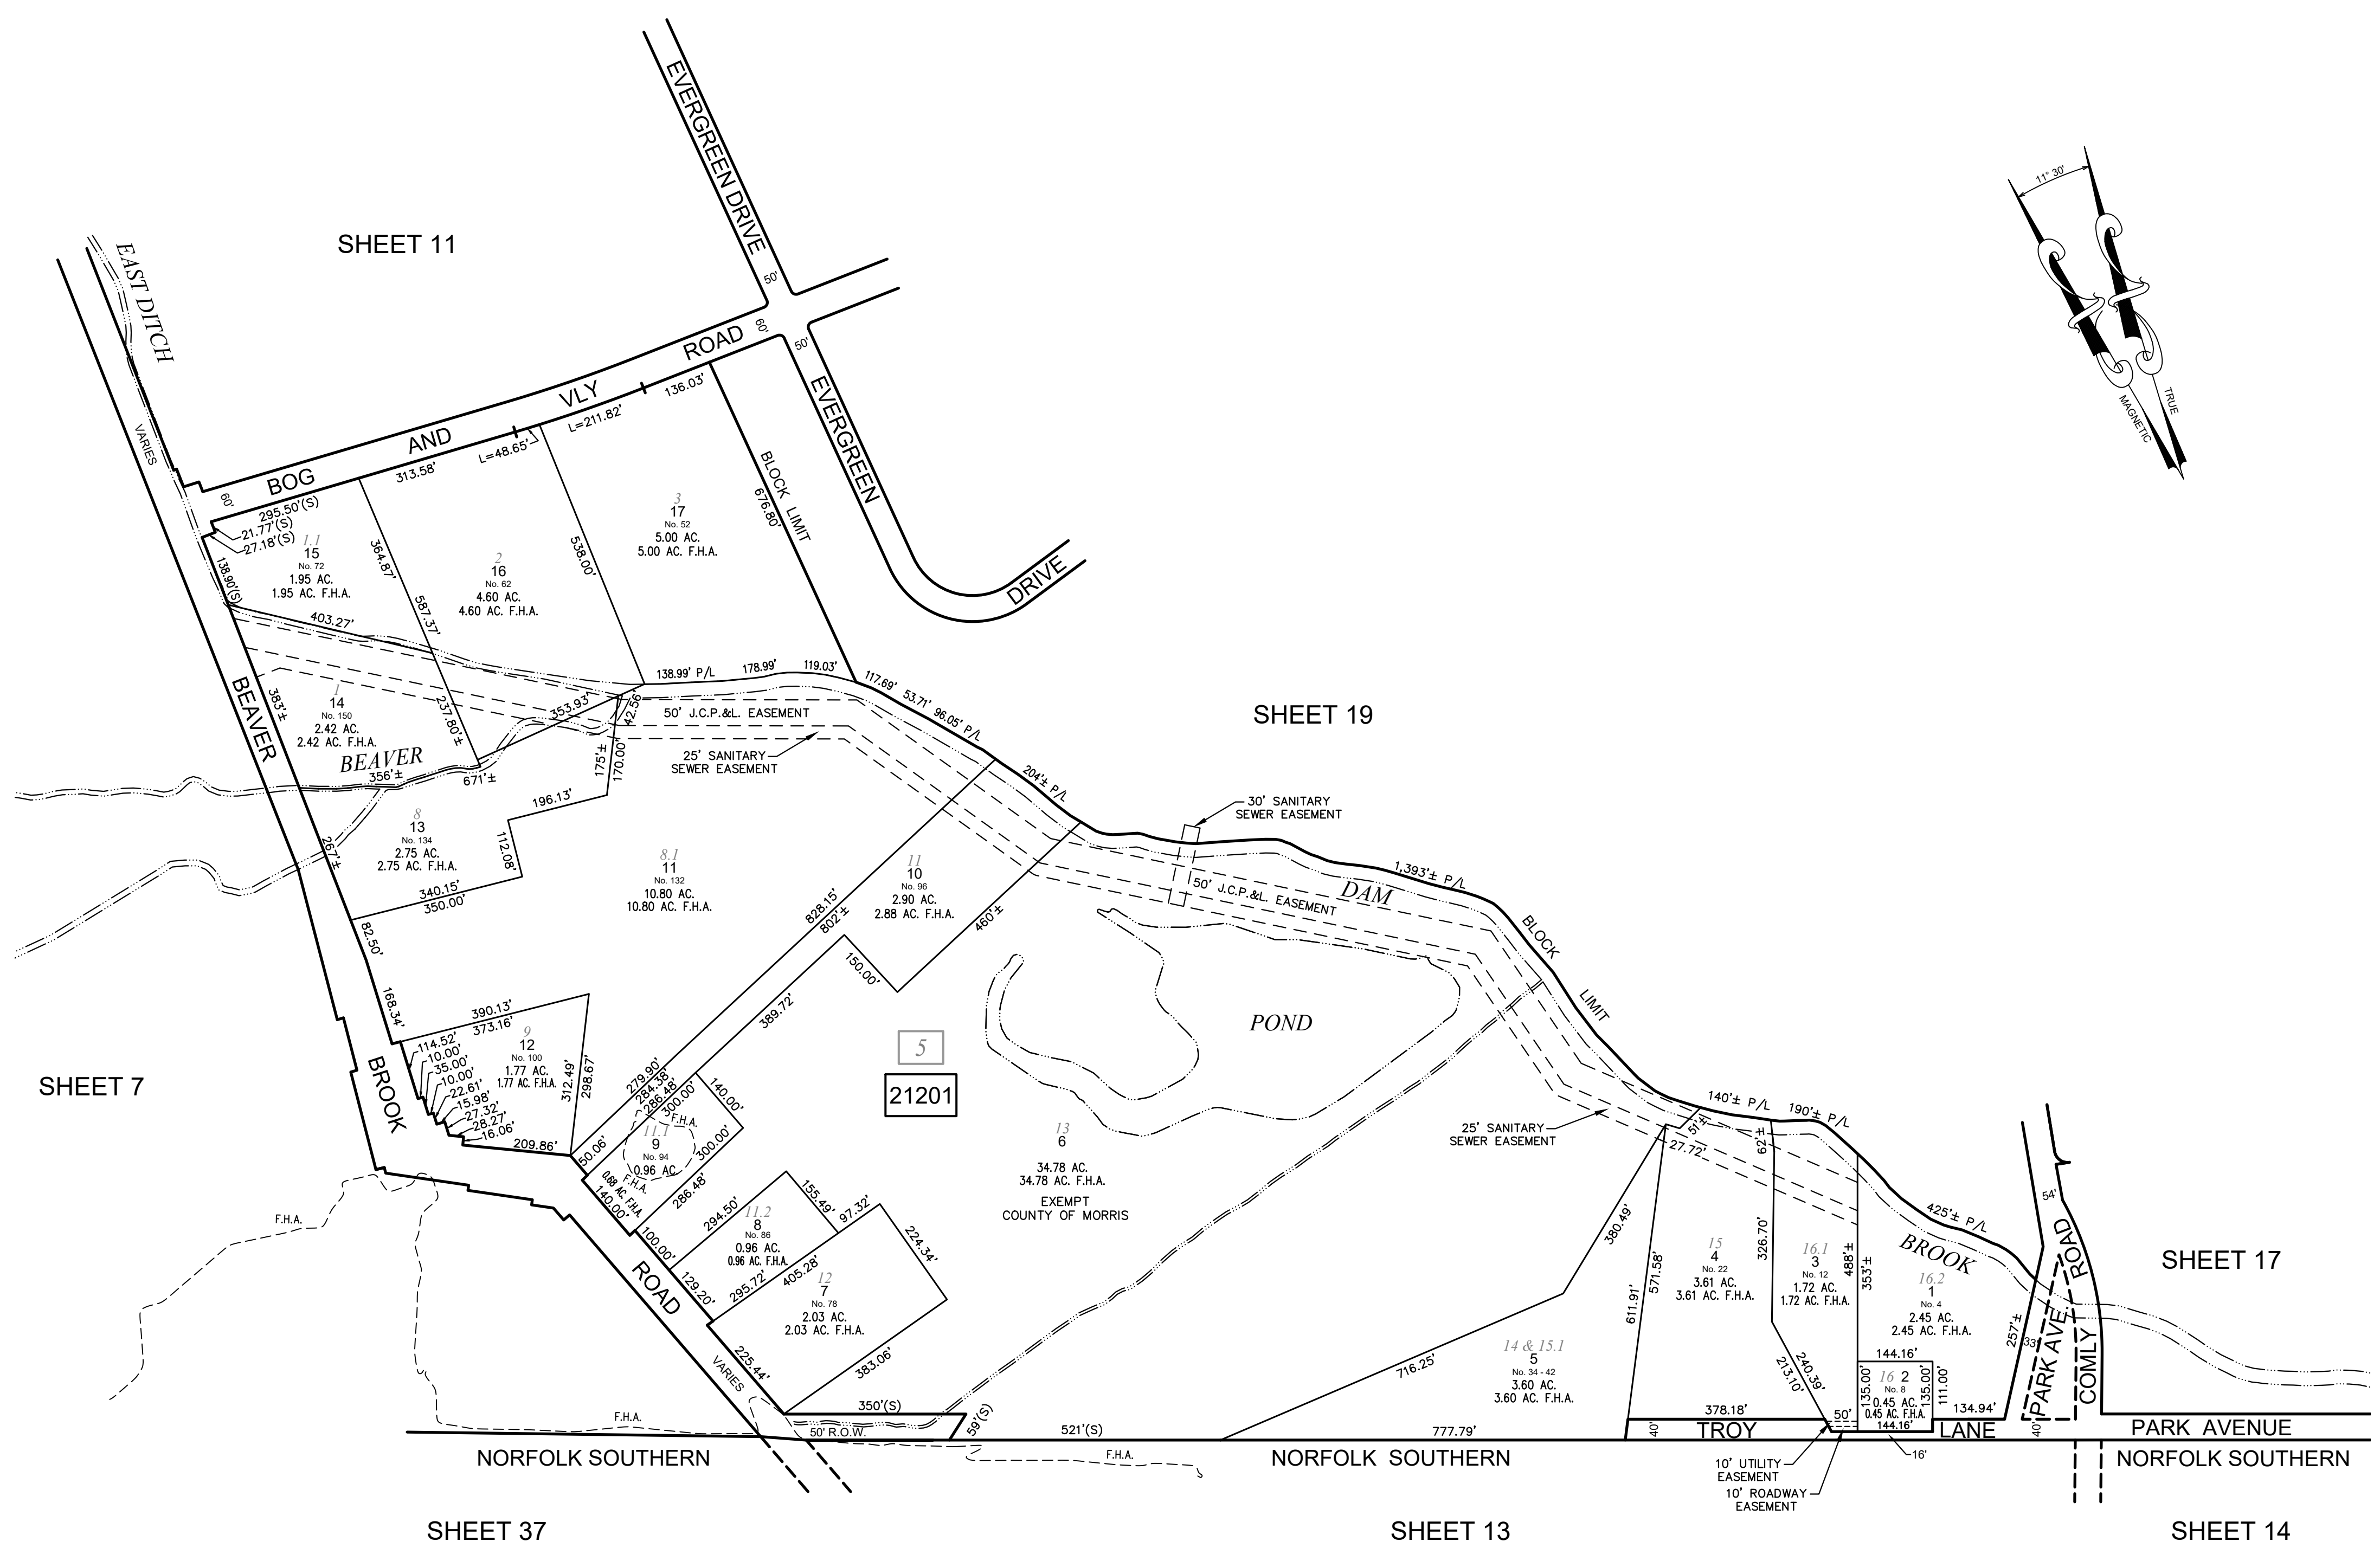 SHEET 11
EVERGREEN DRIVE
50'
60'
50'
EVERGREEN
DRIVE
11° 30'
MAGNETIC
TRUE
EAST DITCH
VARIES
BOG AND VLY ROAD
60'
295.50'(S)
21.77'(S)
27.18'(S)
138.90'(S)
313.58'
L=48.65'
L=211.82'
136.03'
BLOCK LIMIT
676.80'
1.1
15
No. 72
1.95 AC.
1.95 AC. F.H.A.
364.87'
587.37'
403.27'
2
16
No. 62
4.60 AC.
4.60 AC. F.H.A.
538.00'
3
17
No. 52
5.00 AC.
5.00 AC. F.H.A.
138.99' P/L
178.99'
119.03'
117.69'
53.71'
96.05' P/L
204'± P/L
1
14
No. 150
2.42 AC.
2.42 AC. F.H.A.
383'±
237.80'±
353.93'
42.56'
50' J.C.P.&L. EASEMENT
25' SANITARY
SEWER EASEMENT
BEAVER
BEAVER
356'±
671'±
175'±
170.00'
196.13'
112.08'
8
13
No. 134
2.75 AC.
2.75 AC. F.H.A.
267'±
340.15'
350.00'
82.50'
168.34'
8.1
11
No. 132
10.80 AC.
10.80 AC. F.H.A.
828.15'
802'±
11
10
No. 96
2.90 AC.
2.88 AC. F.H.A.
460'±
150.00'
389.72'
SHEET 19
30' SANITARY
SEWER EASEMENT
50' J.C.P.&L. EASEMENT
1,393'± P/L
DAM
BLOCK
LIMIT
POND
SHEET 7
BROOK
390.13'
373.16'
9
12
No. 100
1.77 AC.
1.77 AC. F.H.A.
114.52'
10.00'
35.00'
10.00'
22.61'
15.98'
27.32'
28.27'
16.06'
209.86'
312.49'
298.67'
279.90'
284.38'
286.48'
300.00'
140.00'
F.H.A.
11.1
9
No. 94
0.96 AC.
F.H.A.
0.68 AC. F.H.A.
50.06'
140.00'
300.00'
286.48'
5
21201
13
6
34.78 AC.
34.78 AC. F.H.A.
EXEMPT
COUNTY OF MORRIS
100.00'
294.50'
155.49'
97.32'
224.34'
11.2
8
No. 86
0.96 AC.
0.96 AC. F.H.A.
129.20'
295.72'
405.28'
12
7
No. 78
2.03 AC.
2.03 AC. F.H.A.
ROAD
225.44'
383.06'
VARIES
F.H.A.
F.H.A.
350'(S)
50' R.O.W.
59'(S)
521'(S)
F.H.A.
NORFOLK SOUTHERN
25' SANITARY
SEWER EASEMENT
140'± P/L
190'± P/L
51'±
27.72'
62'±
380.49'
716.25'
611.91'
571.58'
14 & 15.1
5
No. 34 - 42
3.60 AC.
3.60 AC. F.H.A.
15
4
No. 22
3.61 AC.
3.61 AC. F.H.A.
326.70'
16.1
3
No. 12
1.72 AC.
1.72 AC. F.H.A.
488'±
353'±
213.10'
240.39'
425'± P/L
BROOK
16.2
1
No. 4
2.45 AC.
2.45 AC. F.H.A.
144.16'
135.00'
16 2
No. 8
0.45 AC.
0.45 AC. F.H.A.
144.16'
135.00'
111.00'
134.94'
257'±
33'
54'
PARK AVE.
COMLY ROAD
40'
SHEET 17
777.79'
378.18'
40'
50'
TROY LANE
16'
PARK AVENUE
NORFOLK SOUTHERN
NORFOLK SOUTHERN
10' UTILITY
EASEMENT
10' ROADWAY
EASEMENT
SHEET 37
SHEET 13
SHEET 14